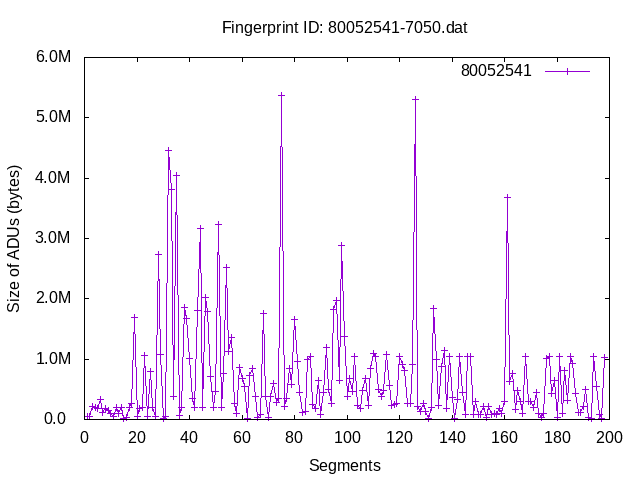 Fingerprint ID: 80052541-7050.dat
6.0M
80052541
5.0M
4.0M
3.0M
2.0M
1.0M
0.0
Size of ADUs (bytes)
0 20 40 60 80 100 120 140 160 180 200
Segments